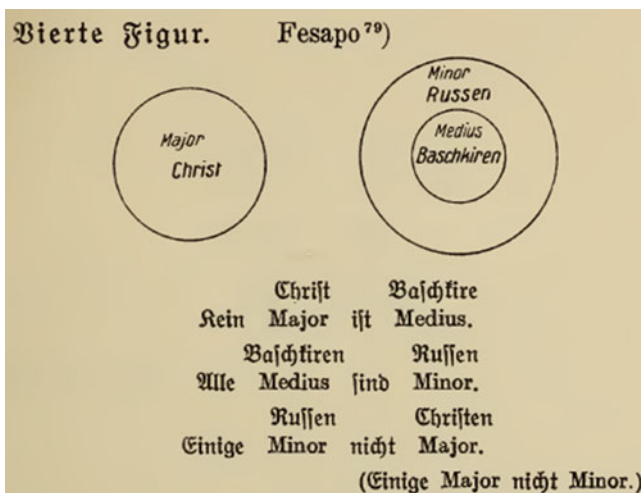 Vierte Figur. Fesapo⁷⁹)
Major
Christ
Minor
Russen
Medius
Baschkiren
Christ Baschkire
Kein Major ist Medius.
Baschkiren Russen
Alle Medius sind Minor.
Russen Christen
Einige Minor nicht Major.
(Einige Major nicht Minor.)